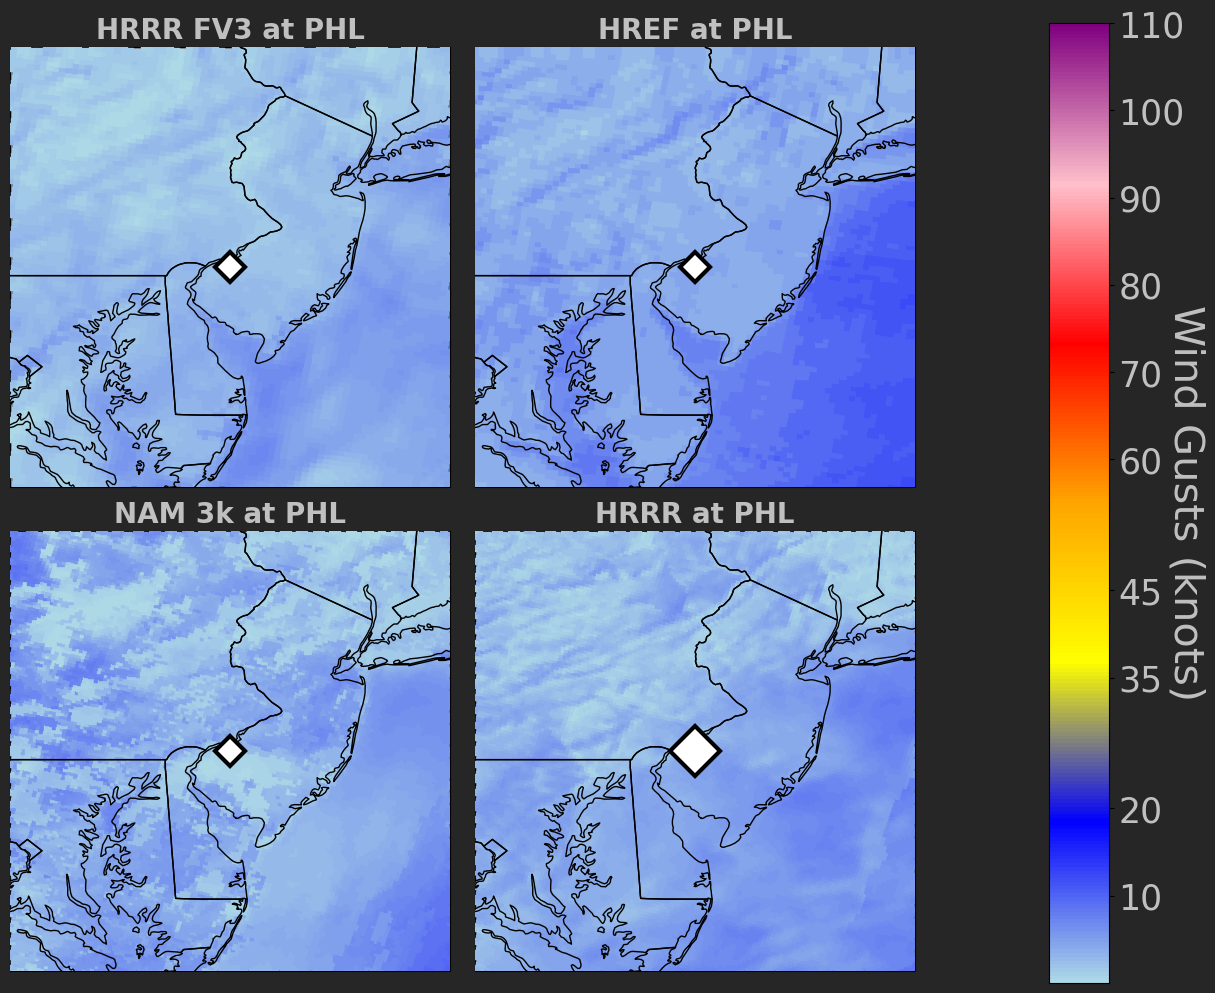 HRRR FV3 at PHL
HREF at PHL
NAM 3k at PHL
HRRR at PHL
110
100
90
80
70
60
45
35
20
10
Wind Gusts (knots)